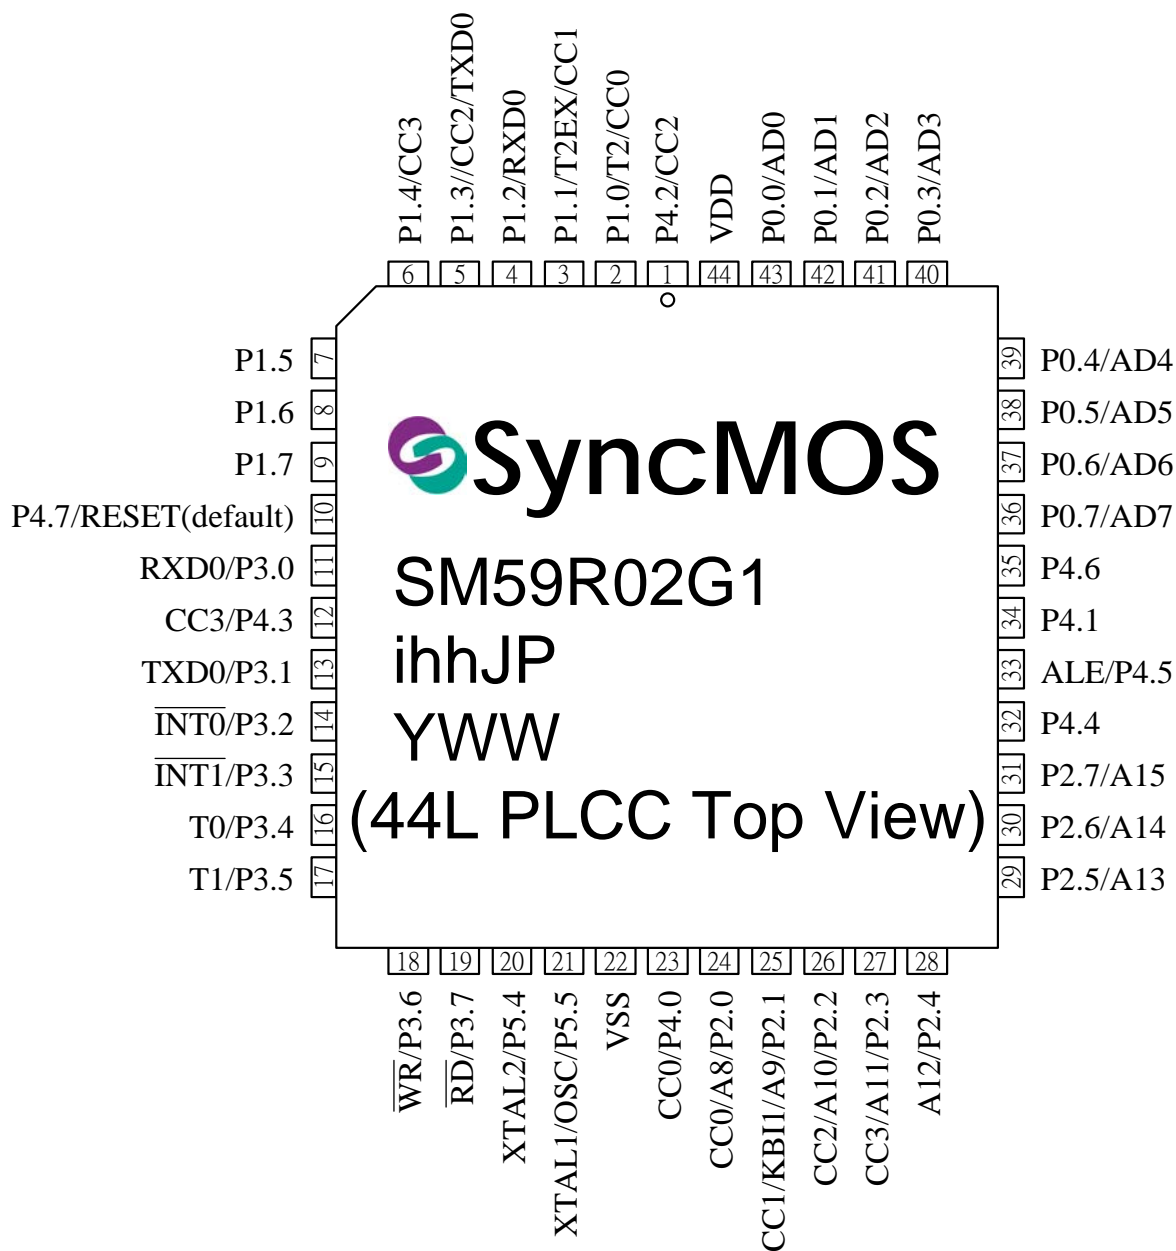 P1.4/CC3
P1.3//CC2/TXD0
P1.2/RXD0
P1.1/T2EX/CC1
P1.0/T2/CC0
P4.2/CC2
VDD
P0.0/AD0
P0.1/AD1
P0.2/AD2
P0.3/AD3
6 5 4 3 2 1 44 43 42 41 40
P1.5 7
P1.6 8
P1.7 9
P4.7/RESET(default) 10
RXD0/P3.0 11
CC3/P4.3 12
TXD0/P3.1 13
INT0/P3.2 14
INT1/P3.3 15
T0/P3.4 16
T1/P3.5 17
SyncMOS
SM59R02G1
ihhJP
YWW
(44L PLCC Top View)
39 P0.4/AD4
38 P0.5/AD5
37 P0.6/AD6
36 P0.7/AD7
35 P4.6
34 P4.1
33 ALE/P4.5
32 P4.4
31 P2.7/A15
30 P2.6/A14
29 P2.5/A13
18 19 20 21 22 23 24 25 26 27 28
WR/P3.6
RD/P3.7
XTAL2/P5.4
XTAL1/OSC/P5.5
VSS
CC0/P4.0
CC0/A8/P2.0
CC1/KBI1/A9/P2.1
CC2/A10/P2.2
CC3/A11/P2.3
A12/P2.4